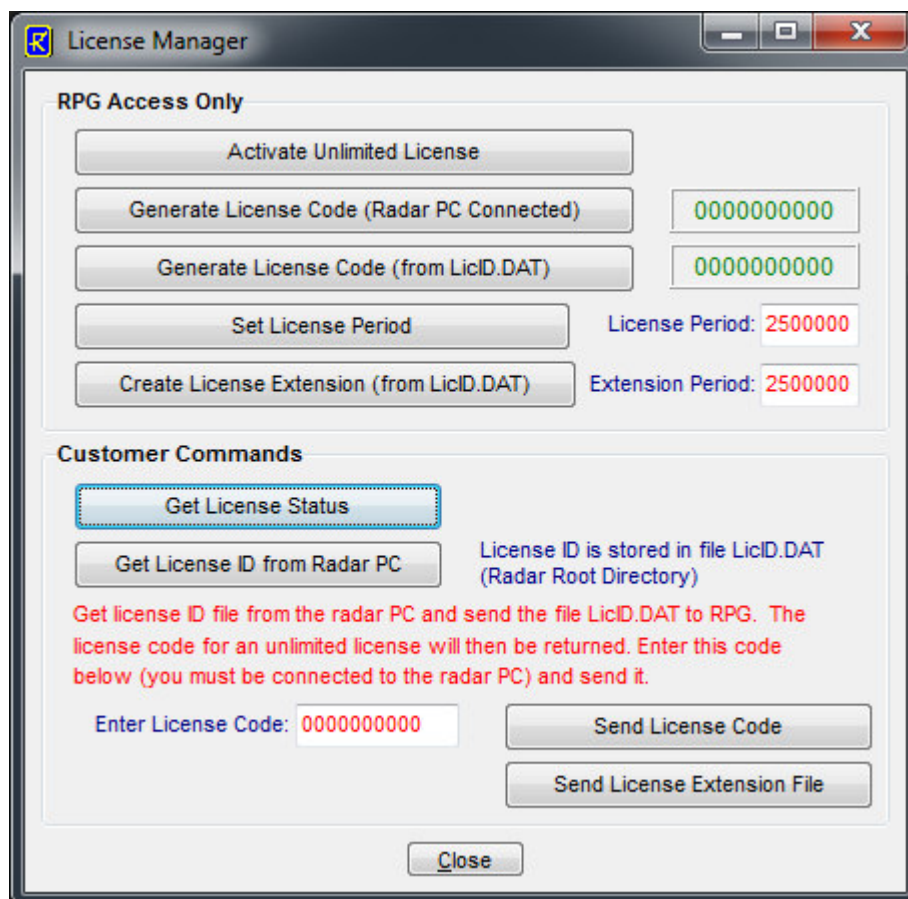 License Manager
RPG Access Only
Activate Unlimited License
Generate License Code (Radar PC Connected)
0000000000
Generate License Code (from LicID.DAT)
0000000000
Set License Period
License Period: 2500000
Create License Extension (from LicID.DAT)
Extension Period: 2500000
Customer Commands
Get License Status
Get License ID from Radar PC
License ID is stored in file LicID.DAT
(Radar Root Directory)
Get license ID file from the radar PC and send the file LicID.DAT to RPG.  The
license code for an unlimited license will then be returned. Enter this code
below (you must be connected to the radar PC) and send it.
Enter License Code: 0000000000
Send License Code
Send License Extension File
Close